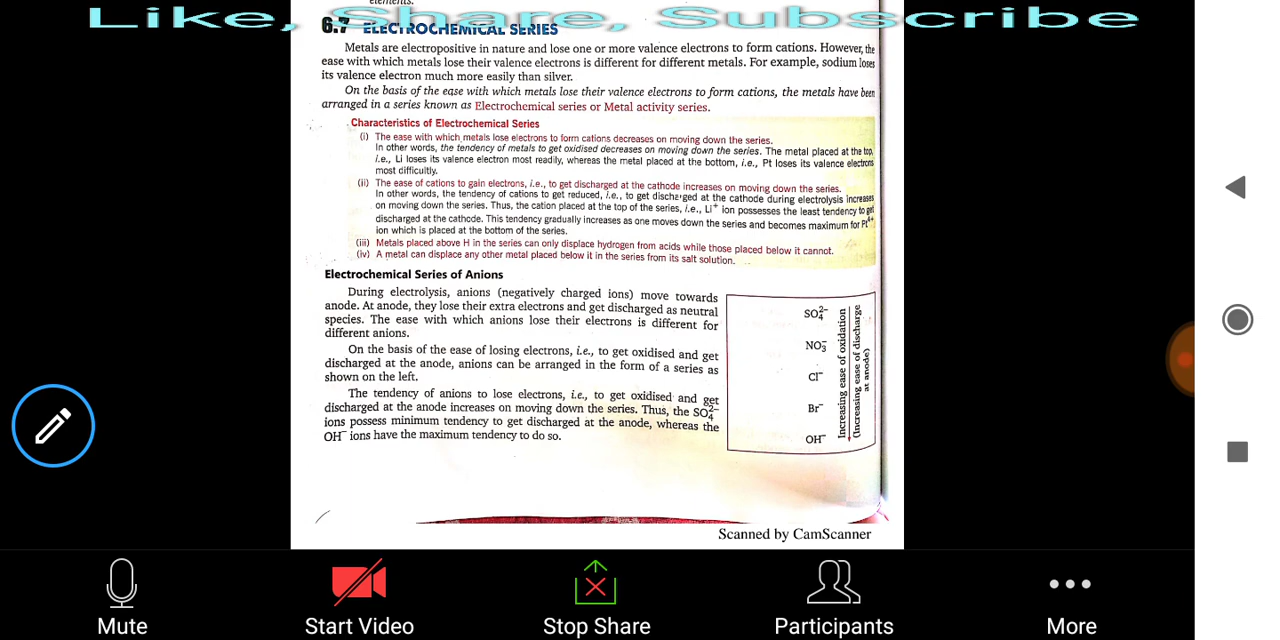 elements.
Like, Share, Subscribe
6.7 ELECTROCHEMICAL SERIES
Metals are electropositive in nature and lose one or more valence electrons to form cations. However, the
ease with which metals lose their valence electrons is different for different metals. For example, sodium loses
its valence electron much more easily than silver.
On the basis of the ease with which metals lose their valence electrons to form cations, the metals have been
arranged in a series known as Electrochemical series or Metal activity series.
Characteristics of Electrochemical Series
(i) The ease with which metals lose electrons to form cations decreases on moving down the series.
In other words, the tendency of metals to get oxidised decreases on moving down the series. The metal placed at the top,
i.e., Li loses its valence electron most readily, whereas the metal placed at the bottom, i.e., Pt loses its valence electrons
most difficultly.
(ii) The ease of cations to gain electrons, i.e., to get discharged at the cathode increases on moving down the series.
In other words, the tendency of cations to get reduced, i.e., to get discharged at the cathode during electrolysis increases
on moving down the series. Thus, the cation placed at the top of the series, i.e., Li⁺ ion possesses the least tendency to get
discharged at the cathode. This tendency gradually increases as one moves down the series and becomes maximum for Pt⁴⁺
ion which is placed at the bottom of the series.
(iii) Metals placed above H in the series can only displace hydrogen from acids while those placed below it cannot.
(iv) A metal can displace any other metal placed below it in the series from its salt solution.
Electrochemical Series of Anions
During electrolysis, anions (negatively charged ions) move towards
anode. At anode, they lose their extra electrons and get discharged as neutral
species. The ease with which anions lose their electrons is different for
different anions.
On the basis of the ease of losing electrons, i.e., to get oxidised and get
discharged at the anode, anions can be arranged in the form of a series as
shown on the left.
The tendency of anions to lose electrons, i.e., to get oxidised and get
discharged at the anode increases on moving down the series. Thus, the SO₄²⁻
ions possess minimum tendency to get discharged at the anode, whereas the
OH⁻ ions have the maximum tendency to do so.
SO₄²⁻
NO₃⁻
Cl⁻
Br⁻
OH⁻
Increasing ease of oxidation
(Increasing ease of discharge
at anode)
Scanned by CamScanner
Mute
Start Video
Stop Share
Participants
More